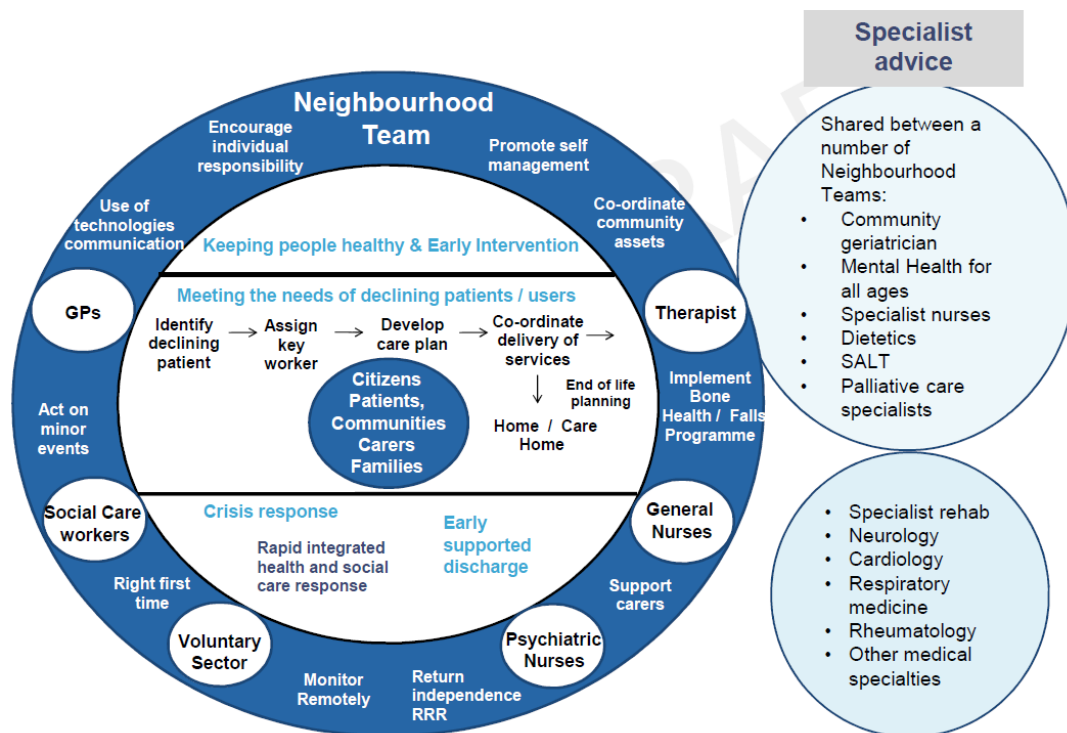 Specialist
advice
Neighbourhood
Team
Encourage
individual
responsibility
Promote self
management
Use of
technologies
communication
Co-ordinate
community
assets
Keeping people healthy & Early Intervention
GPs
Meeting the needs of declining patients / users
Therapist
Identify
declining
patient
Assign
key
worker
Develop
care plan
Co-ordinate
delivery of
services
End of life
planning
Home / Care
Home
Citizens
Patients,
Communities
Carers
Families
Act on
minor
events
Implement
Bone
Health / Falls
Programme
Social Care
workers
Crisis response
Rapid integrated
health and social
care response
Early
supported
discharge
General
Nurses
Right first
time
Support
carers
Voluntary
Sector
Psychiatric
Nurses
Monitor
Remotely
Return
independence
RRR
Shared between a
number of
Neighbourhood
Teams:
• Community
geriatrician
• Mental Health for
all ages
• Specialist nurses
• Dietetics
• SALT
• Palliative care
specialists
• Specialist rehab
• Neurology
• Cardiology
• Respiratory
medicine
• Rheumatology
• Other medical
specialties